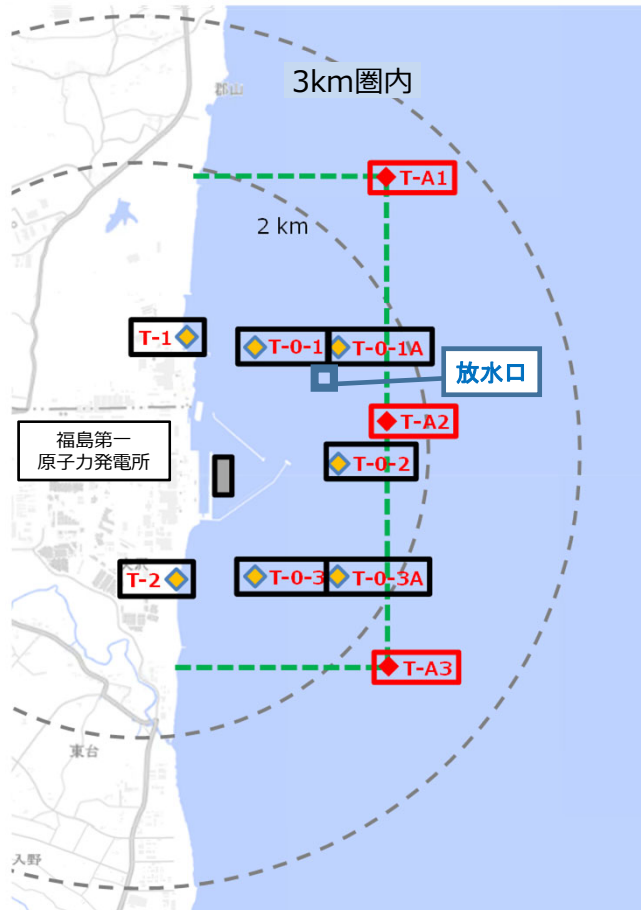 3km圏内
郡山
T-A1
2 km
T-1
T-0-1
T-0-1A
放水口
T-A2
福島第一
原子力発電所
T-0-2
T-2
T-0-3
T-0-3A
T-A3
東台
入野